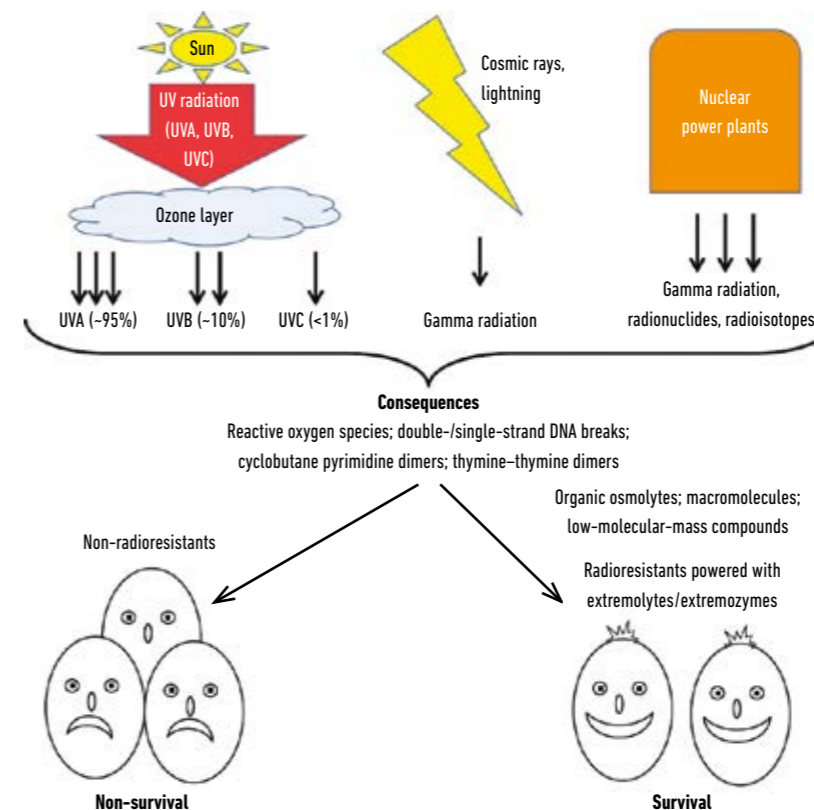 Sun
UV radiation
(UVA, UVB,
UVC)
Ozone layer
UVA (~95%)
UVB (~10%)
UVC (<1%)
Cosmic rays,
lightning
Gamma radiation
Nuclear
power plants
Gamma radiation,
radionuclides, radioisotopes
Consequences
Reactive oxygen species; double-/single-strand DNA breaks;
cyclobutane pyrimidine dimers; thymine–thymine dimers
Non-radioresistants
Non-survival
Organic osmolytes; macromolecules;
low-molecular-mass compounds
Radioresistants powered with
extremolytes/extremozymes
Survival